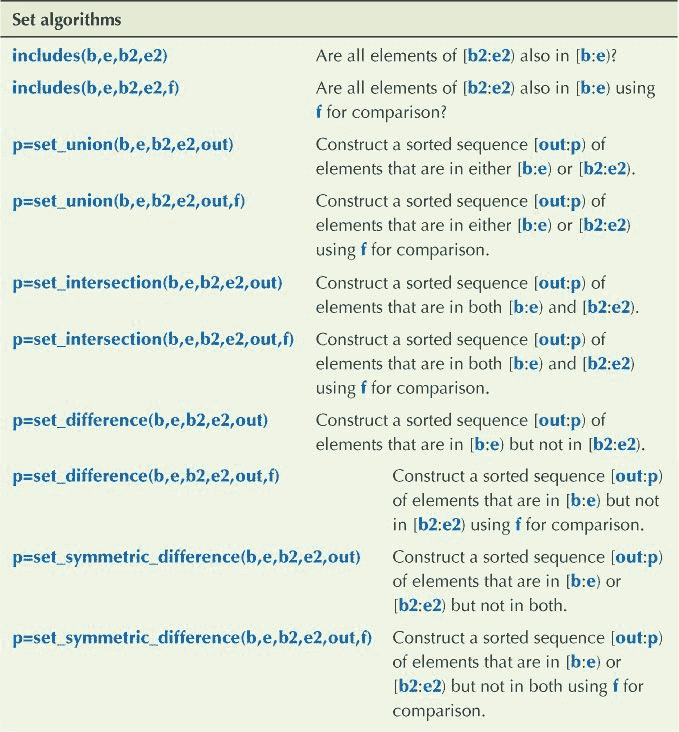 Set algorithms
includes(b,e,b2,e2) Are all elements of [b2:e2) also in [b:e)?
includes(b,e,b2,e2,f) Are all elements of [b2:e2) also in [b:e) using
f for comparison?
p=set_union(b,e,b2,e2,out) Construct a sorted sequence [out:p) of
elements that are in either [b:e) or [b2:e2).
p=set_union(b,e,b2,e2,out,f) Construct a sorted sequence [out:p) of
elements that are in either [b:e) or [b2:e2)
using f for comparison.
p=set_intersection(b,e,b2,e2,out) Construct a sorted sequence [out:p) of
elements that are in both [b:e) and [b2:e2).
p=set_intersection(b,e,b2,e2,out,f) Construct a sorted sequence [out:p) of
elements that are in both [b:e) and [b2:e2)
using f for comparison.
p=set_difference(b,e,b2,e2,out) Construct a sorted sequence [out:p) of
elements that are in [b:e) but not in [b2:e2).
p=set_difference(b,e,b2,e2,out,f) Construct a sorted sequence [out:p)
of elements that are in [b:e) but not
in [b2:e2) using f for comparison.
p=set_symmetric_difference(b,e,b2,e2,out) Construct a sorted sequence [out:p)
of elements that are in [b:e) or
[b2:e2) but not in both.
p=set_symmetric_difference(b,e,b2,e2,out,f) Construct a sorted sequence [out:p)
of elements that are in [b:e) or
[b2:e2) but not in both using f for
comparison.